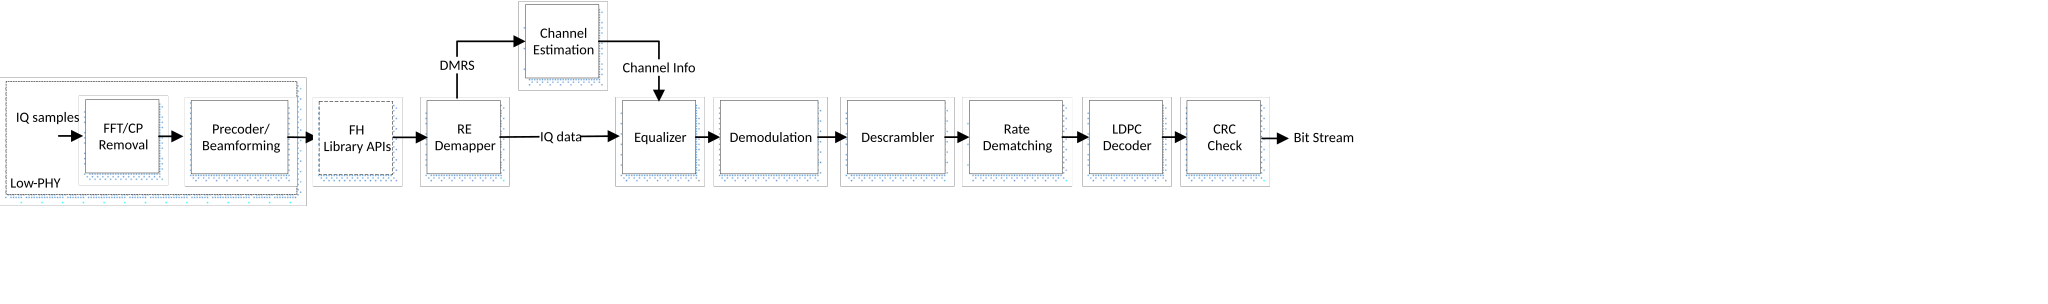 Channel
Estimation
DMRS
Channel Info
IQ samples
FFT/CP
Removal
Precoder/
Beamforming
FH
Library APIs
RE
Demapper
IQ data
Equalizer
Demodulation
Descrambler
Rate
Dematching
LDPC
Decoder
CRC
Check
Bit Stream
Low-PHY